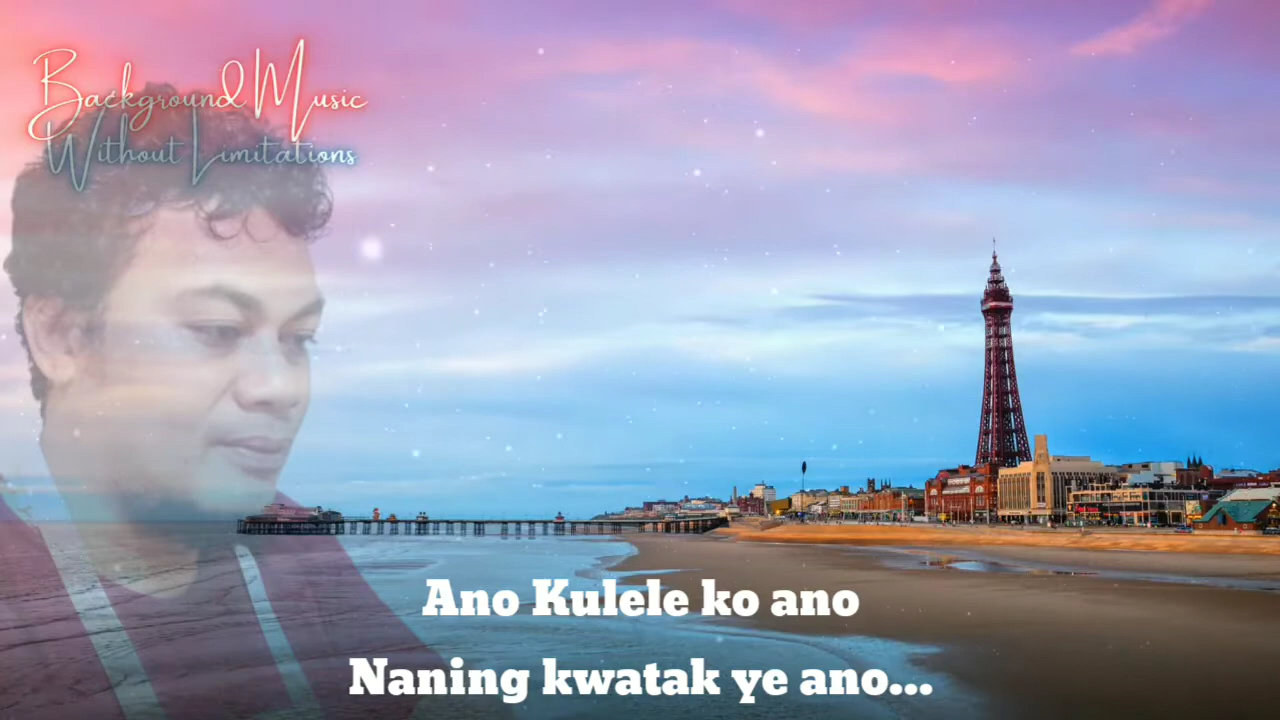 Background Music
Without Limitations
Ano Kulele ko ano
Naning kwatak ye ano...